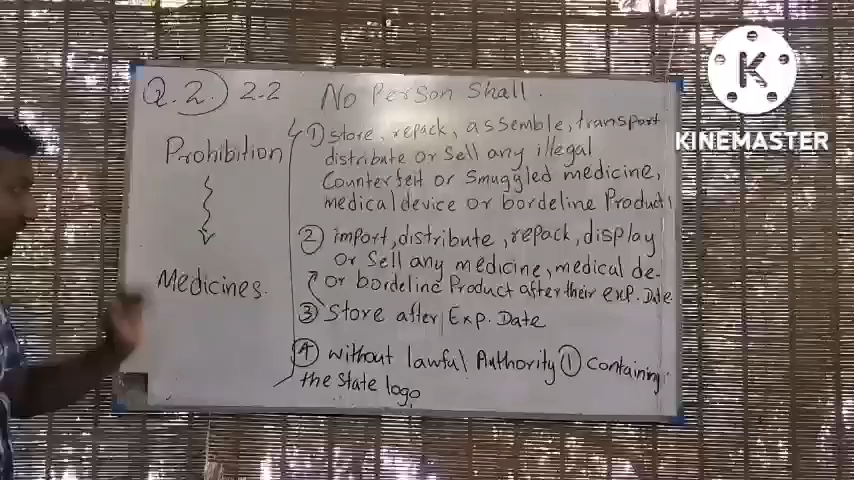 Q.2. 2.2 No Person Shall.
Prohibition
Medicines.
① store, repack, assemble, transport
distribute or sell any illegal
Counterfeit or smuggled medicine,
medical device or bordeline Product
② import, distribute, repack, display
or Sell any medicine, medical de-
or bordeline Product after their exp. Date
③ Store after Exp. Date
④ without lawful Authority ① Containing
the state logo
K
KINEMASTER